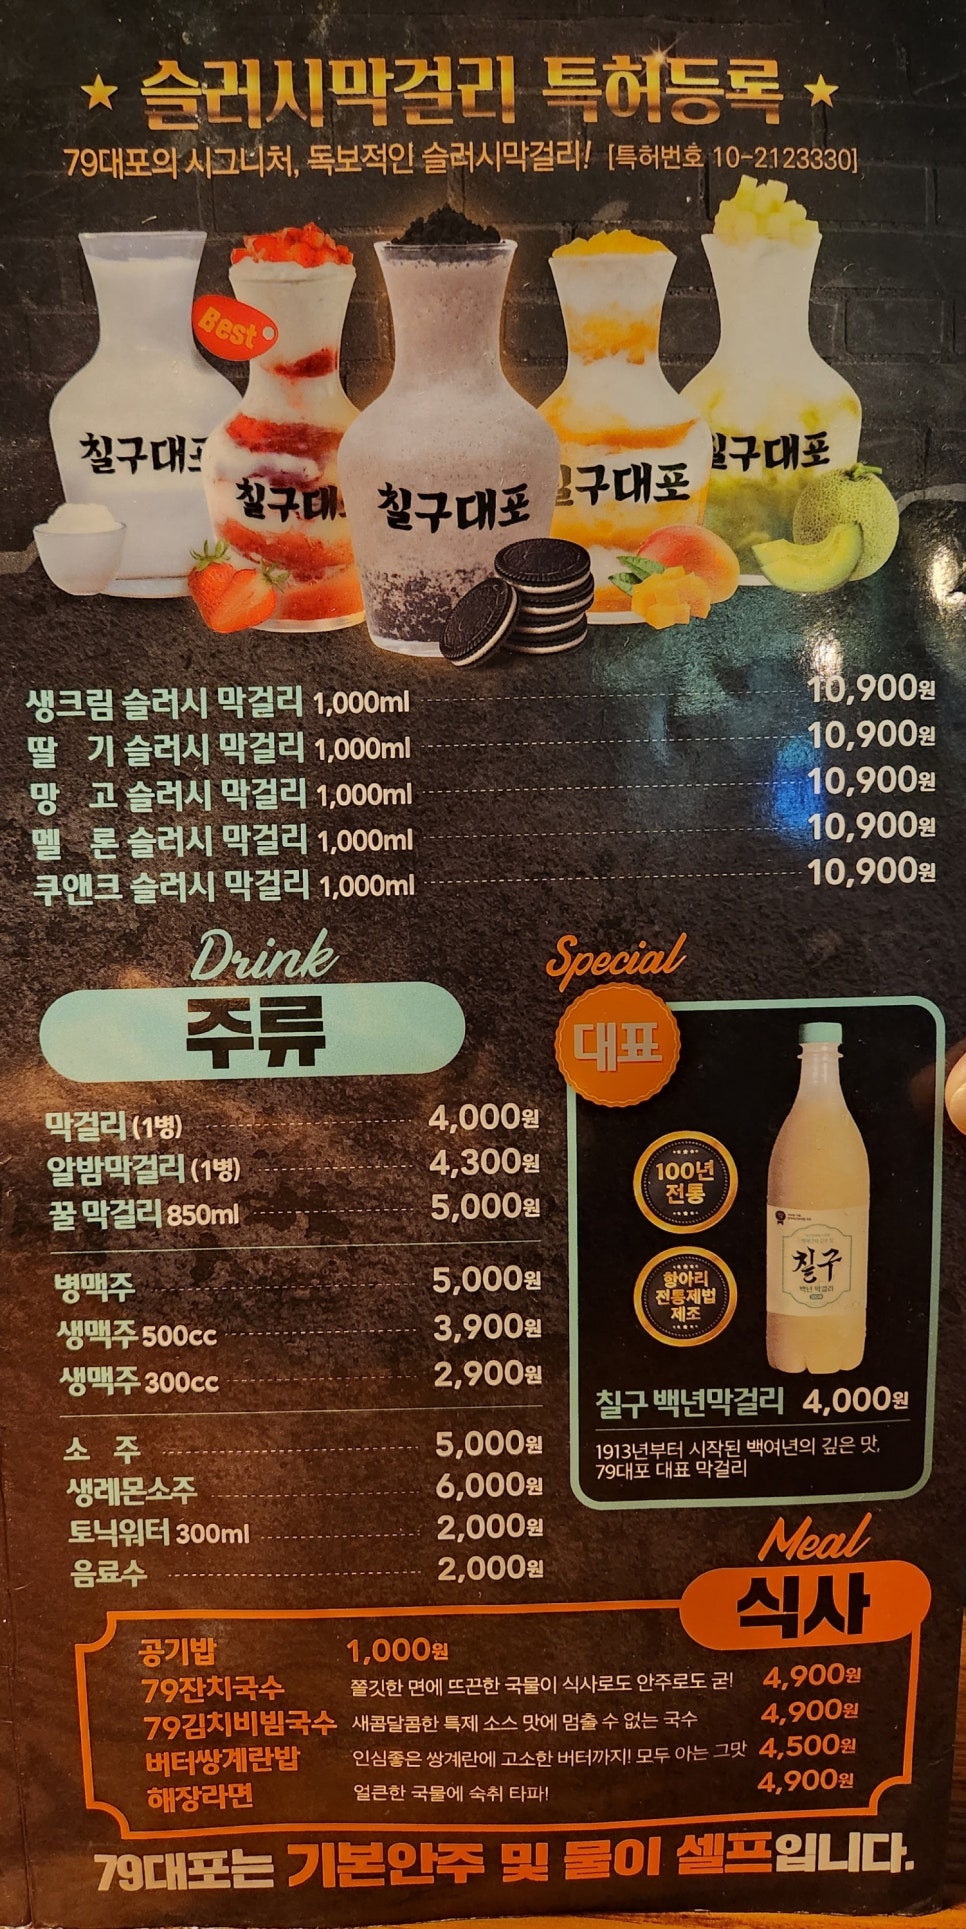 슬러시막걸리 특허등록
79대포의 시그니처, 독보적인 슬러시막걸리! [특허번호 10-2123330]
Best
칠구대포
칠구대
칠구대포
칠구대포
칠구대포
생크림 슬러시 막걸리 1,000ml 10,900원
딸 기 슬러시 막걸리 1,000ml 10,900원
망 고 슬러시 막걸리 1,000ml 10,900원
멜 론 슬러시 막걸리 1,000ml 10,900원
쿠앤크 슬러시 막걸리 1,000ml 10,900원
Drink
주류
막걸리 (1병) 4,000원
알밤막걸리 (1병) 4,300원
꿀 막걸리 850ml 5,000원
병맥주 5,000원
생맥주 500cc 3,900원
생맥주 300cc 2,900원
소 주 5,000원
생레몬소주 6,000원
토닉워터 300ml 2,000원
음료수 2,000원
Special
대표
100년
전통
항아리
전통제법
제조
칠구
백년 막걸리
칠구 백년막걸리 4,000원
1913년부터 시작된 백여년의 깊은 맛,
79대포 대표 막걸리
Meal
식사
공기밥 1,000원
79잔치국수 쫄깃한 면에 뜨끈한 국물이 식사로도 안주로도 굳! 4,900원
79김치비빔국수 새콤달콤한 특제 소스 맛에 멈출 수 없는 국수 4,900원
버터쌍계란밥 인심좋은 쌍계란에 고소한 버터까지! 모두 아는 그맛 4,500원
해장라면 얼큰한 국물에 숙취 타파! 4,900원
79대포는 기본안주 및 물이 셀프입니다.